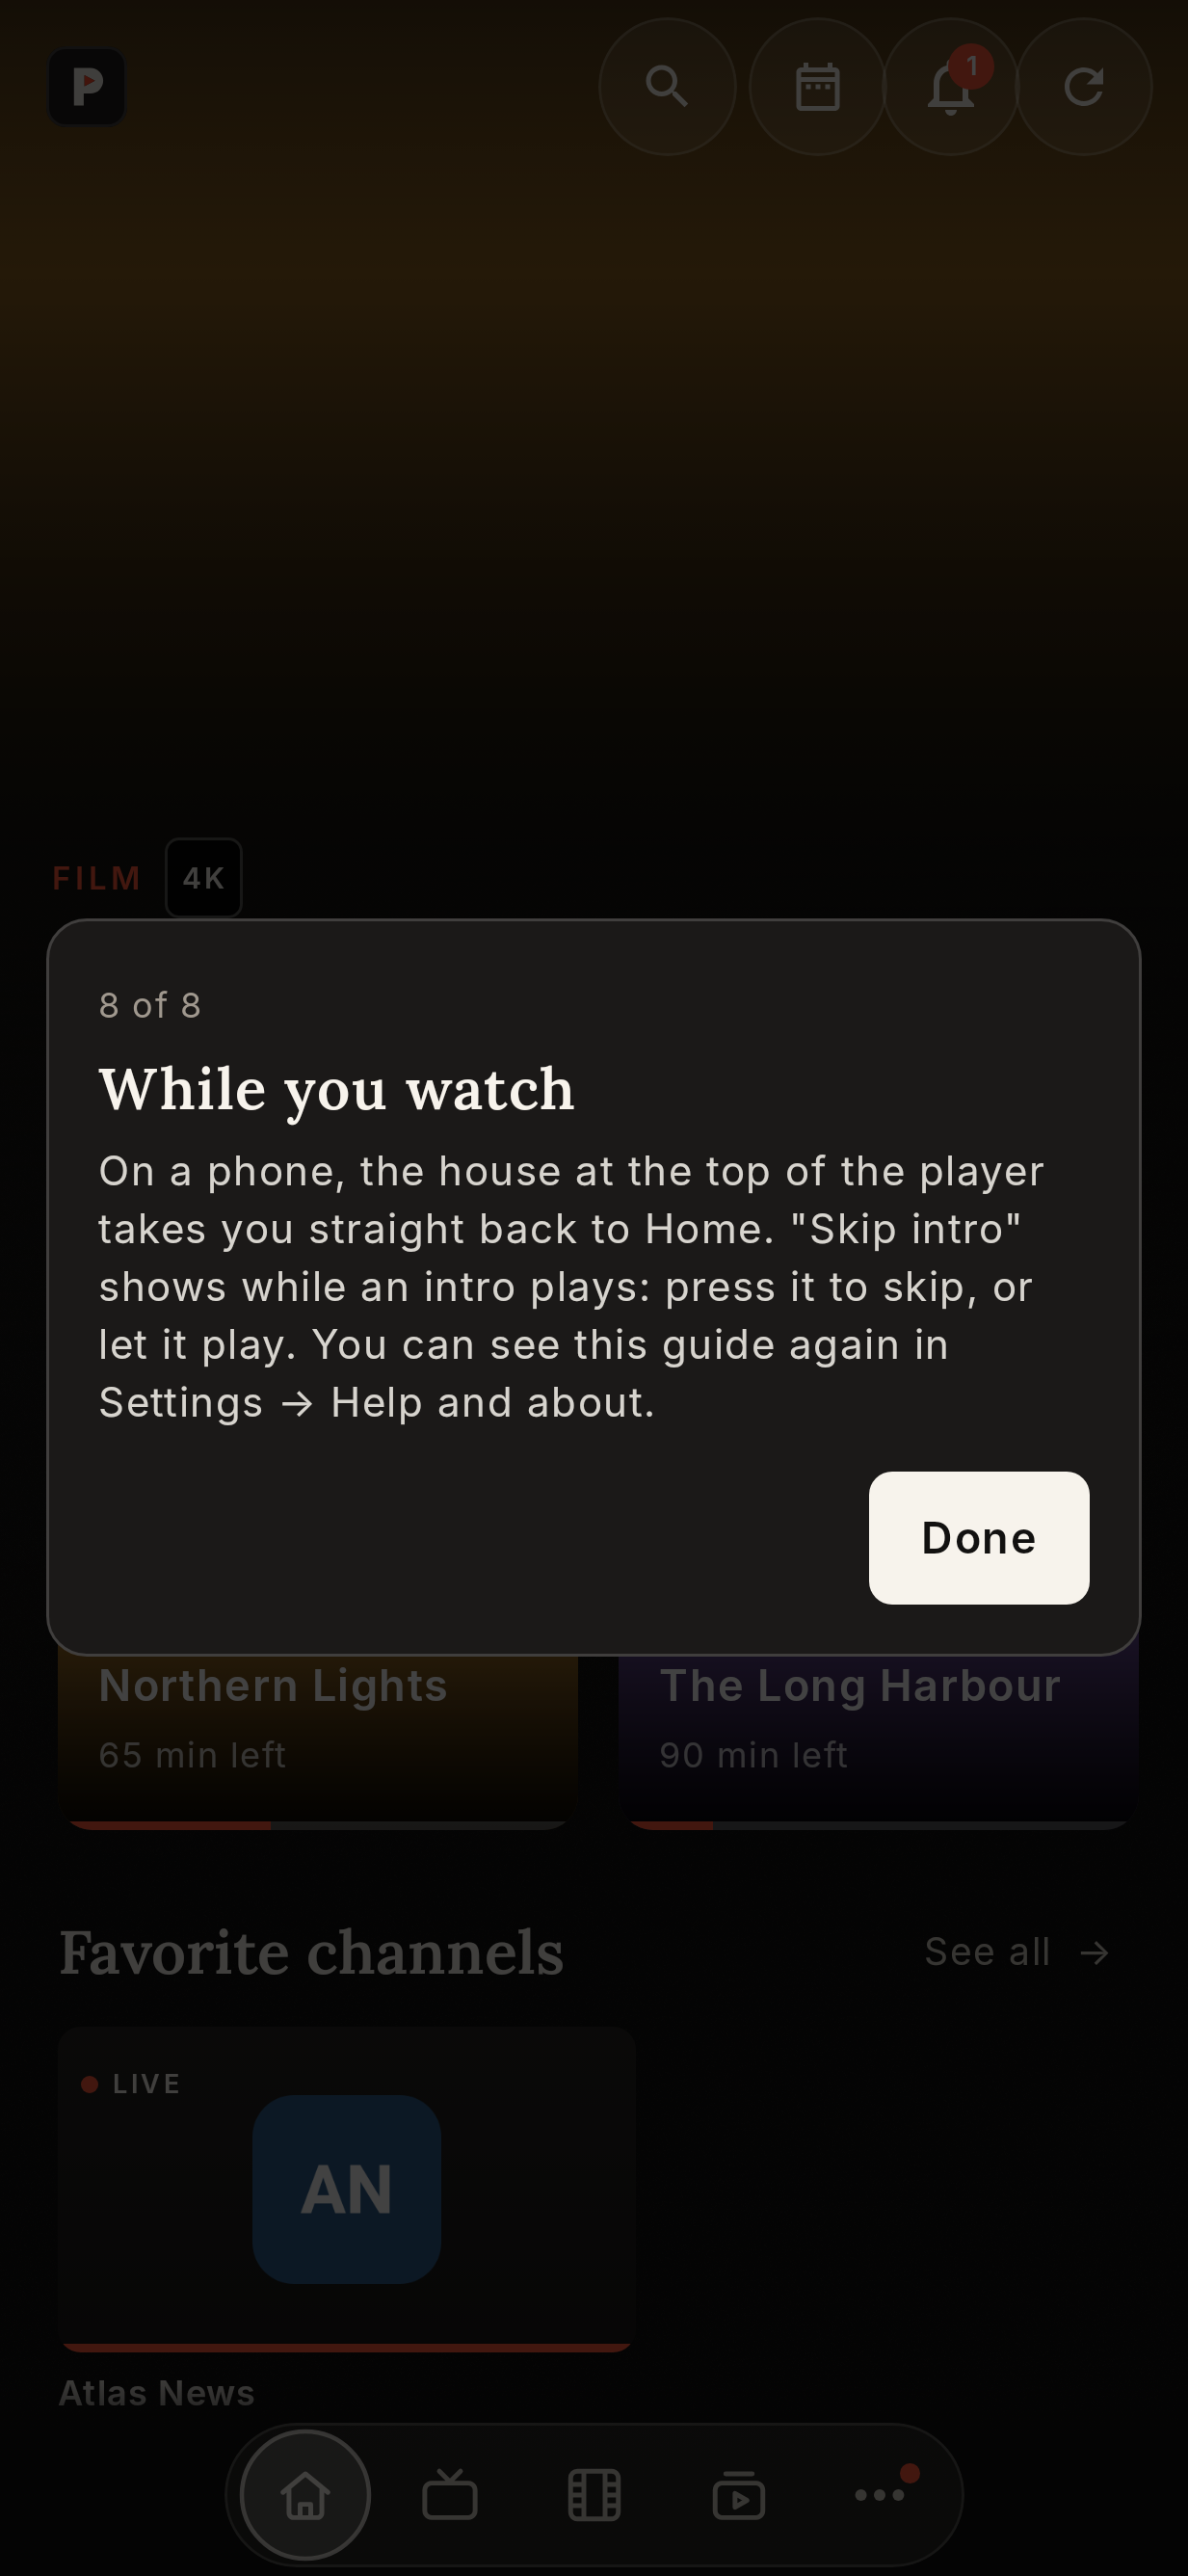 P
1
FILM
4K
8 of 8
While you watch
On a phone, the house at the top of the player
takes you straight back to Home. "Skip intro"
shows while an intro plays: press it to skip, or
let it play. You can see this guide again in
Settings → Help and about.
Done
Northern Lights
The Long Harbour
65 min left
90 min left
Favorite channels
See all →
LIVE
AN
Atlas News